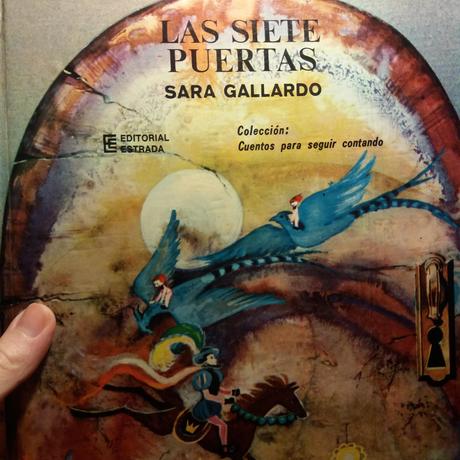 LAS SIETE
PUERTAS
SARA GALLARDO
E EDITORIAL
ESTRADA
Colección:
Cuentos para seguir contando